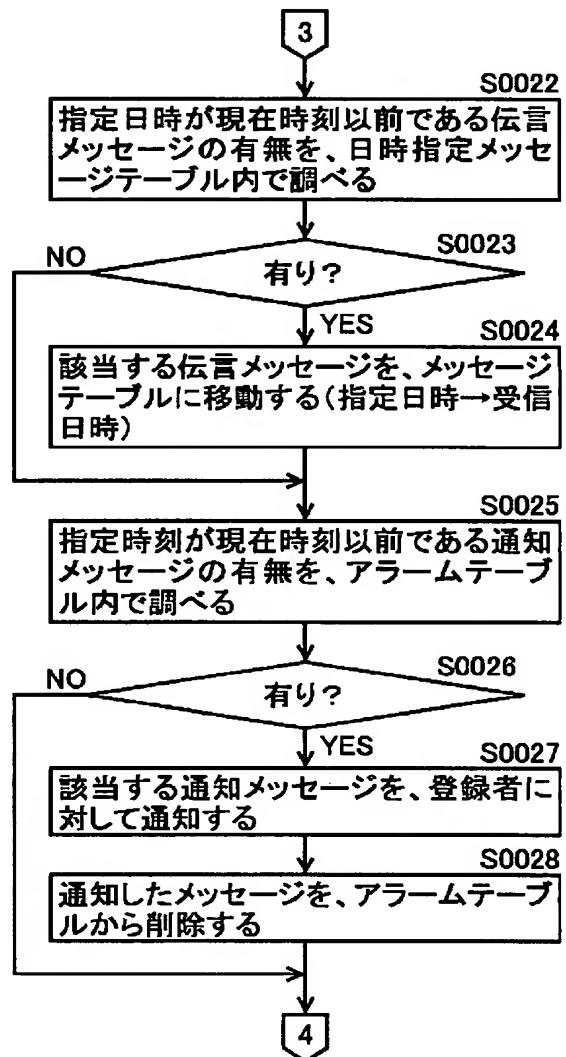 3
S0022
指定日時が現在時刻以前である伝言
メッセージの有無を、日時指定メッセ
ージテーブル内で調べる
S0023
NO
有り?
YES
S0024
該当する伝言メッセージを、メッセージ
テーブルに移動する(指定日時→受信
日時)
S0025
指定時刻が現在時刻以前である通知
メッセージの有無を、アラームテーブ
ル内で調べる
S0026
NO
有り?
YES
S0027
該当する通知メッセージを、登録者に
対して通知する
S0028
通知したメッセージを、アラームテーブ
ルから削除する
4